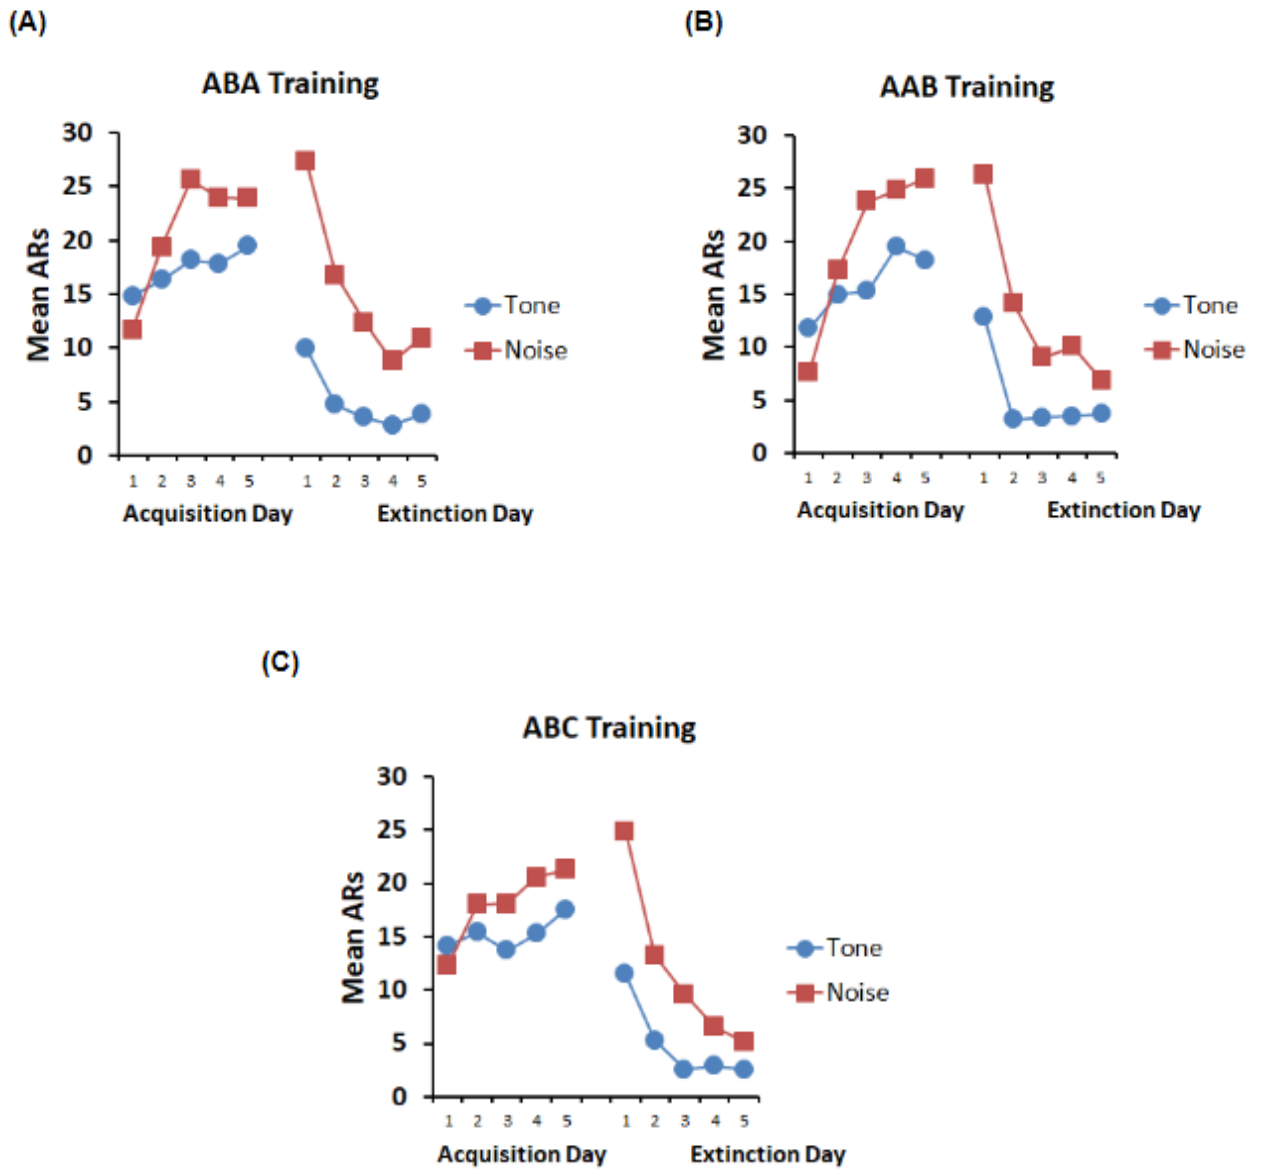 (A)
ABA Training
30
25
20
15
10
5
0
Mean ARs
1 2 3 4 5 1 2 3 4 5
Acquisition Day Extinction Day
Tone
Noise
(B)
AAB Training
30
25
20
15
10
5
0
Mean ARs
1 2 3 4 5 1 2 3 4 5
Acquisition Day Extinction Day
Tone
Noise
(C)
ABC Training
30
25
20
15
10
5
0
Mean ARs
1 2 3 4 5 1 2 3 4 5
Acquisition Day Extinction Day
Tone
Noise